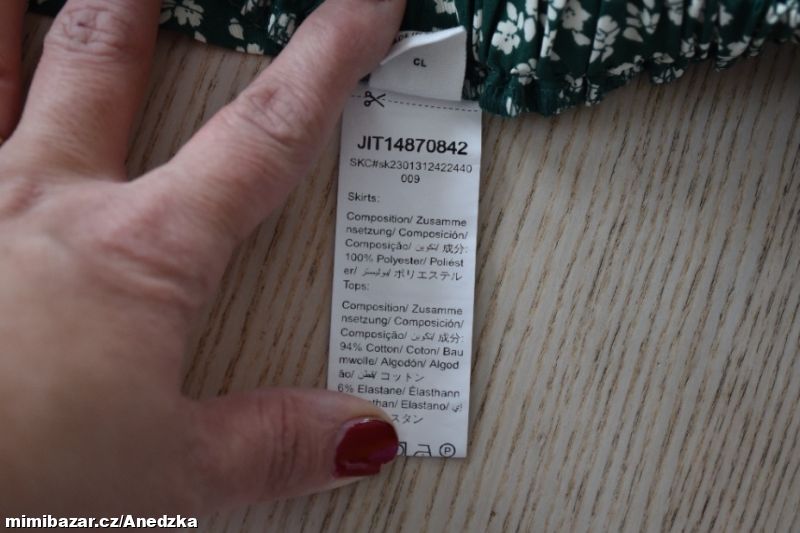 CL
JIT14870842
SKC#sk2301312422440
009
Skirts:
Composition/ Zusamme
nsetzung/ Composición/
Composição/ تكوين/ 成分:
100% Polyester/ Poliést
er/ بوليستر/ ポリエステル
Tops:
Composition/ Zusamme
nsetzung/ Composición/
Composição/ تكوين/ 成分:
94% Cotton/ Coton/ Bau
mwolle/ Algodón/ Algod
ão/ قطن/ コットン
6% Elastane/ Élasthann
than/ Elastano/
スタン
P
mimibazar.cz/Anedzka